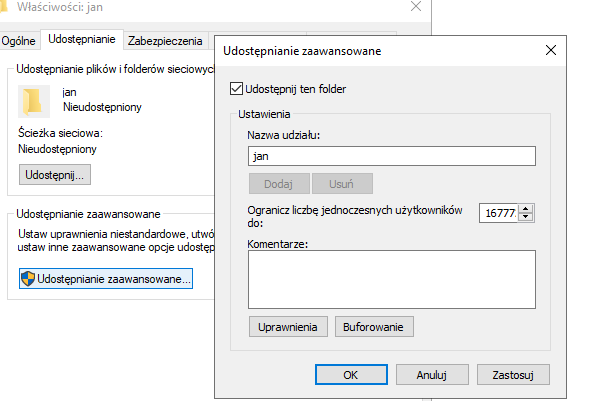 Właściwości: jan
Ogólne Udostępnianie Zabezpieczenia
Udostępnianie plików i folderów sieciowych
jan
Nieudostępniony
Ścieżka sieciowa:
Nieudostępniony
Udostępnij...
Udostępnianie zaawansowane
Ustaw uprawnienia niestandardowe, utwó
ustaw inne zaawansowane opcje udostęp
Udostępnianie zaawansowane...
Udostępnianie zaawansowane
Udostępnij ten folder
Ustawienia
Nazwa udziału:
jan
Dodaj Usuń
Ogranicz liczbę jednoczesnych użytkowników
do:
16777
Komentarze:
Uprawnienia Buforowanie
OK Anuluj Zastosuj